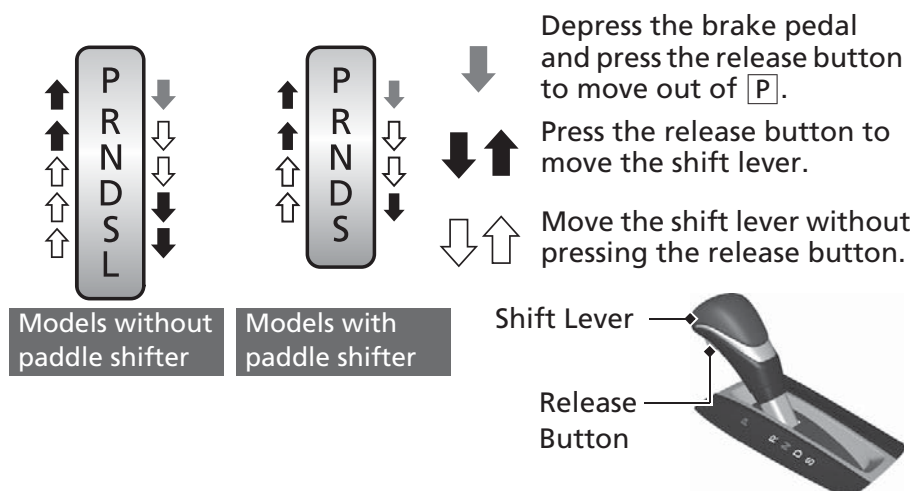 P
R
N
D
S
L
Models without
paddle shifter
P
R
N
D
S
Models with
paddle shifter
Depress the brake pedal
and press the release button
to move out of P.
Press the release button to
move the shift lever.
Move the shift lever without
pressing the release button.
Shift Lever
Release
Button
P R N D S